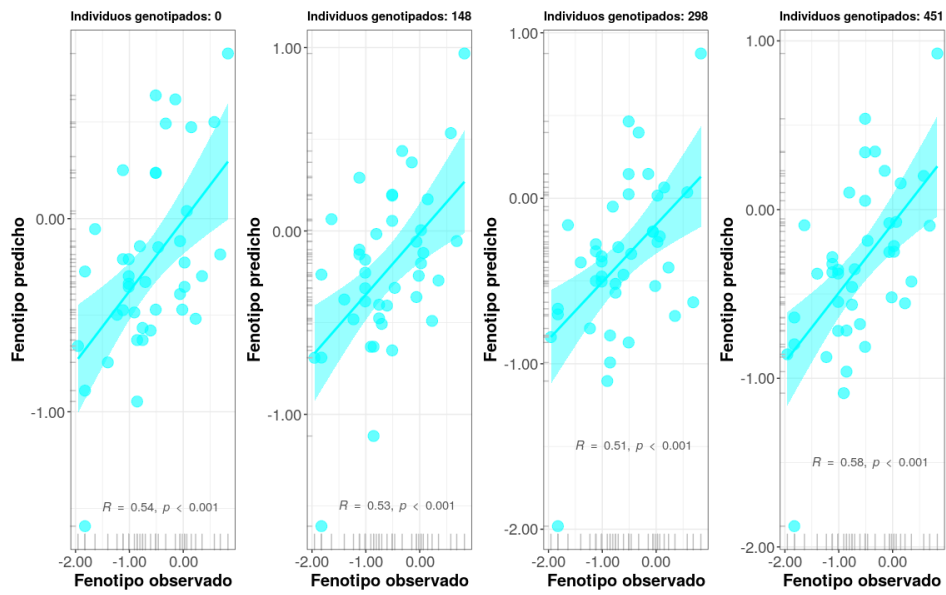 Individuos genotipados: 0
Individuos genotipados: 148
Individuos genotipados: 298
Individuos genotipados: 451
Fenotipo predicho
0.00
-1.00
R = 0.54, p < 0.001
-2.00
-1.00
0.00
Fenotipo observado
Fenotipo predicho
1.00
0.00
-1.00
R = 0.53, p < 0.001
-2.00
-1.00
0.00
Fenotipo observado
Fenotipo predicho
1.00
0.00
-1.00
-2.00
R = 0.51, p < 0.001
-2.00
-1.00
0.00
Fenotipo observado
Fenotipo predicho
1.00
0.00
-1.00
-2.00
R = 0.58, p < 0.001
-2.00
-1.00
0.00
Fenotipo observado